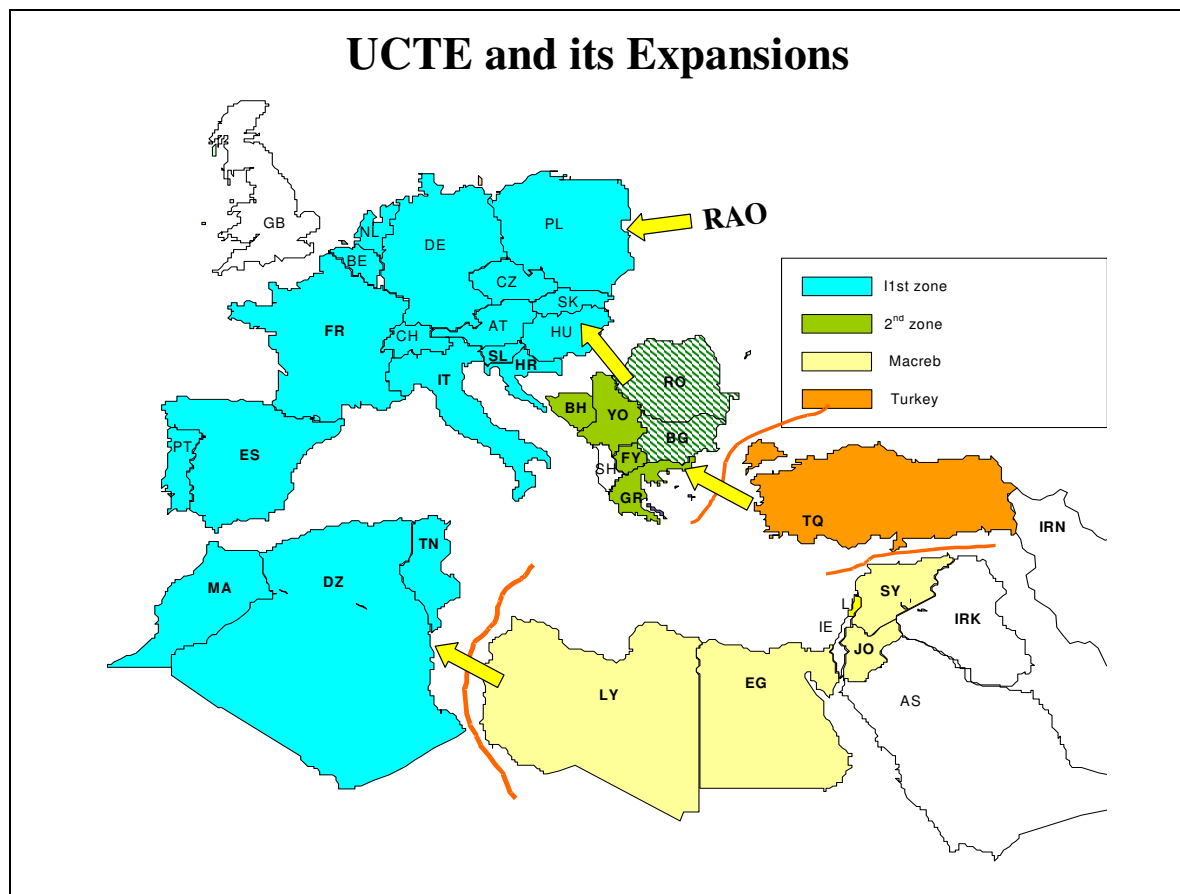 UCTE and its Expansions
GB
NL
BE
DE
PL
RAO
CZ
SK
FR
CH
AT
HU
SL
HR
IT
I1st zone
2nd zone
Macreb
Turkey
RO
BH
YO
BG
PT
ES
SH
FY
GR
TQ
IRN
TN
MA
DZ
L
SY
IE
IRK
JO
LY
EG
AS